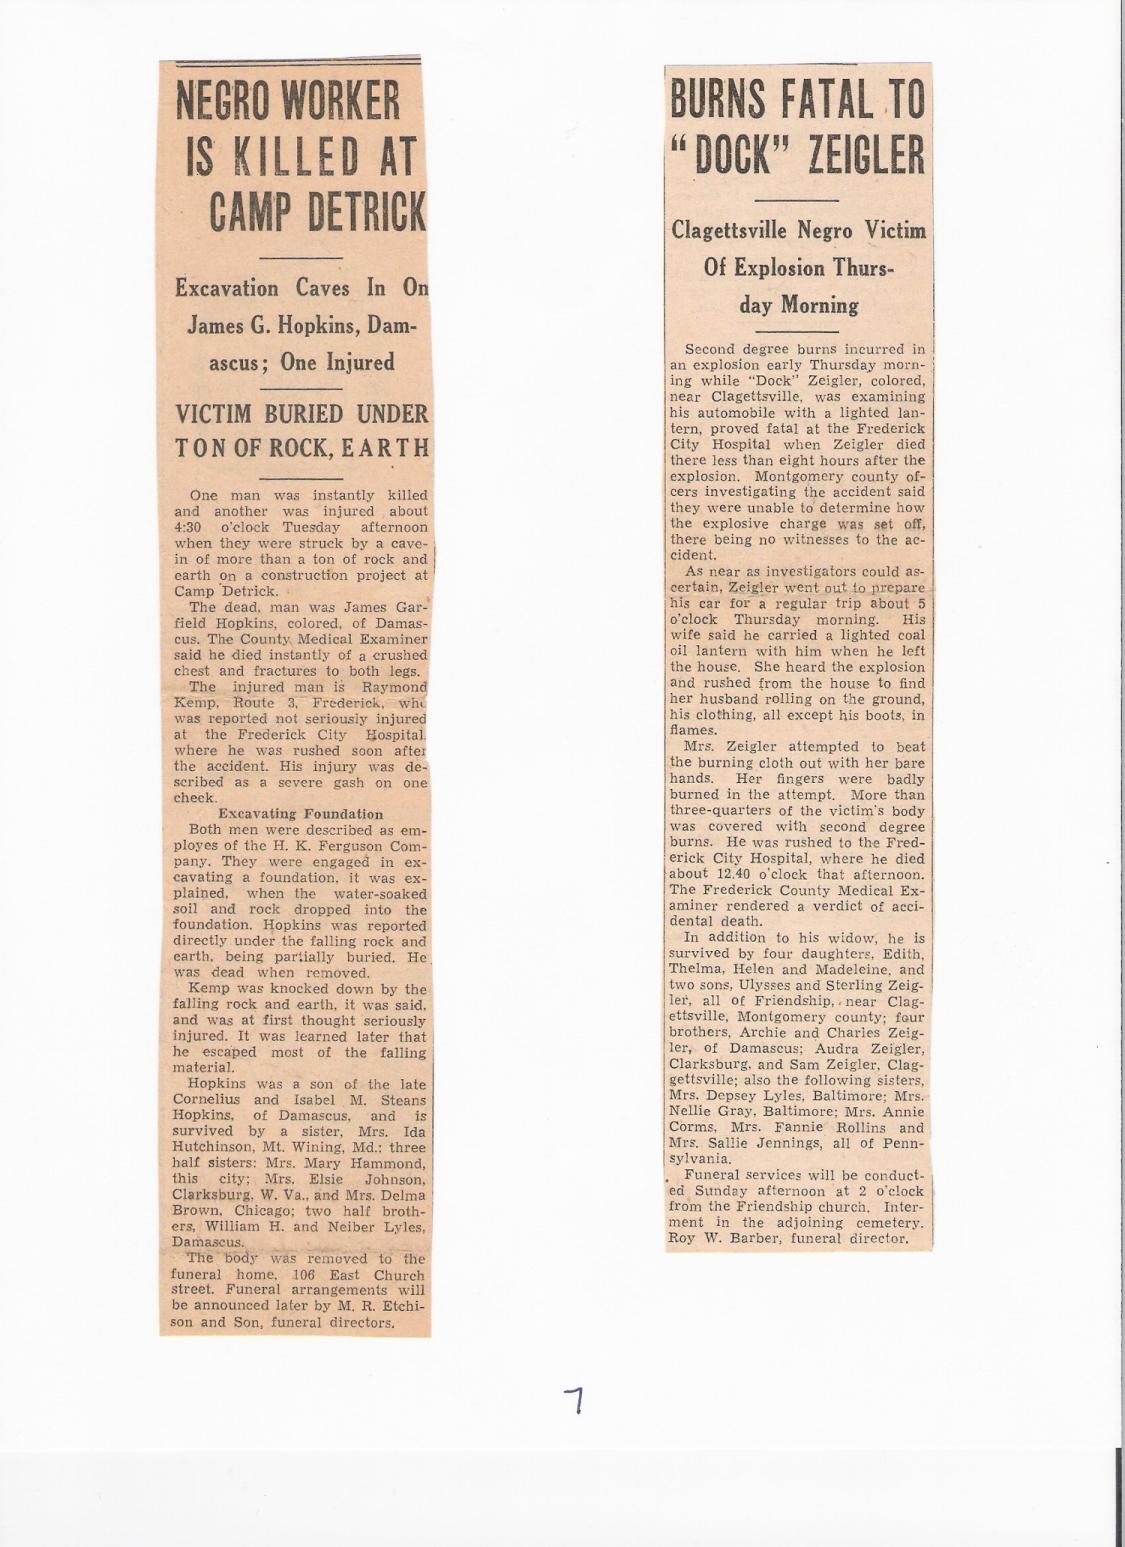 NEGRO WORKER
IS KILLED AT
CAMP DETRICK
Excavation Caves In On
James G. Hopkins, Dam-
ascus; One Injured
VICTIM BURIED UNDER
TON OF ROCK, EARTH
One man was instantly killed
and another was injured about
4:30 o'clock Tuesday afternoon
when they were struck by a cave-
in of more than a ton of rock and
earth on a construction project at
Camp Detrick.
The dead, man was James Gar-
field Hopkins, colored, of Damas-
cus. The County Medical Examiner
said he died instantly of a crushed
chest and fractures to both legs.
The injured man is Raymond
Kemp, Route 3, Frederick, who
was reported not seriously injured
at the Frederick City Hospital,
where he was rushed soon after
the accident. His injury was de-
scribed as a severe gash on one
check.
Excavating Foundation
Both men were described as em-
ployes of the H. K. Ferguson Com-
pany. They were engaged in ex-
cavating a foundation, it was ex-
plained, when the water-soaked
soil and rock dropped into the
foundation. Hopkins was reported
directly under the falling rock and
earth, being partially buried. He
was dead when removed.
Kemp was knocked down by the
falling rock and earth, it was said,
and was at first thought seriously
injured. It was learned later that
he escaped most of the falling
material.
Hopkins was a son of the late
Cornelius and Isabel M. Steans
Hopkins, of Damascus, and is
survived by a sister, Mrs. Ida
Hutchinson, Mt. Wining, Md.; three
half sisters: Mrs. Mary Hammond,
this city; Mrs. Elsie Johnson,
Clarksburg, W. Va., and Mrs. Delma
Brown, Chicago; two half broth-
ers, William H. and Neiber Lyles,
Damascus.
The body was removed to the
funeral home, 106 East Church
street. Funeral arrangements will
be announced later by M. R. Etchi-
son and Son, funeral directors.
BURNS FATAL TO
"DOCK" ZEIGLER
Clagettsville Negro Victim
Of Explosion Thurs-
day Morning
Second degree burns incurred in
an explosion early Thursday morn-
ing while "Dock" Zeigler, colored,
near Clagettsville, was examining
his automobile with a lighted lan-
tern, proved fatal at the Frederick
City Hospital when Zeigler died
there less than eight hours after the
explosion. Montgomery county of-
cers investigating the accident said
they were unable to determine how
the explosive charge was set off,
there being no witnesses to the ac-
cident.
As near as investigators could as-
certain, Zeigler went out to prepare
his car for a regular trip about 5
o'clock Thursday morning. His
wife said he carried a lighted coal
oil lantern with him when he left
the house. She heard the explosion
and rushed from the house to find
her husband rolling on the ground,
his clothing, all except his boots, in
flames.
Mrs. Zeigler attempted to beat
the burning cloth out with her bare
hands. Her fingers were badly
burned in the attempt. More than
three-quarters of the victim's body
was covered with second degree
burns. He was rushed to the Fred-
erick City Hospital, where he died
about 12.40 o'clock that afternoon.
The Frederick County Medical Ex-
aminer rendered a verdict of acci-
dental death.
In addition to his widow, he is
survived by four daughters, Edith,
Thelma, Helen and Madeleine, and
two sons, Ulysses and Sterling Zeig-
ler, all of Friendship, near Clag-
ettsville, Montgomery county; four
brothers, Archie and Charles Zeig-
ler, of Damascus; Audra Zeigler,
Clarksburg, and Sam Zeigler, Clag-
gettsville; also the following sisters,
Mrs. Depsey Lyles, Baltimore; Mrs.
Nellie Gray, Baltimore; Mrs. Annie
Corms, Mrs. Fannie Rollins and
Mrs. Sallie Jennings, all of Penn-
sylvania.
Funeral services will be conduct-
ed Sunday afternoon at 2 o'clock
from the Friendship church. Inter-
ment in the adjoining cemetery.
Roy W. Barber, funeral director.
7